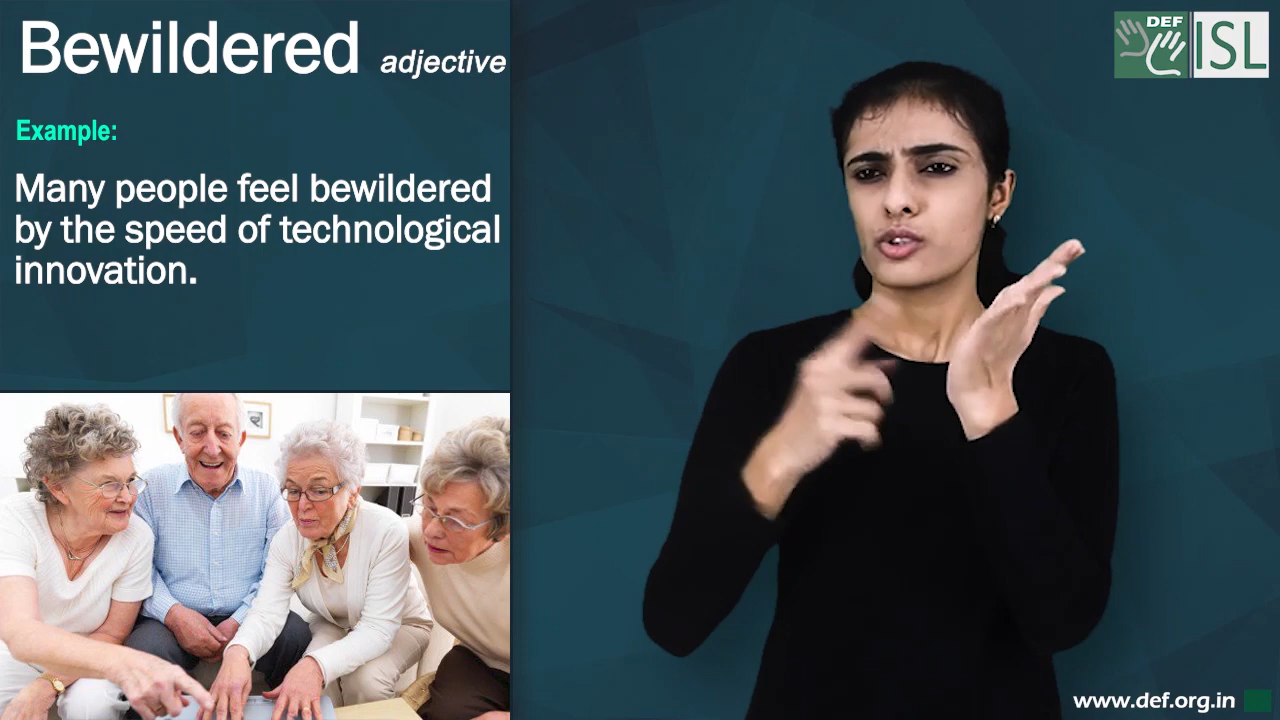 Bewildered adjective
Example:
Many people feel bewildered
by the speed of technological
innovation.
DEF
ISL
www.def.org.in